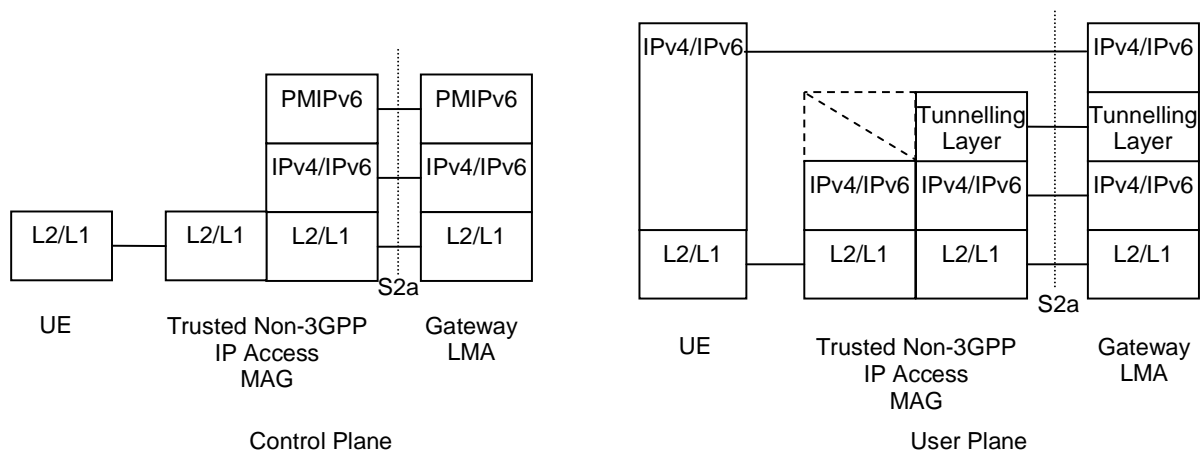 PMIPv6
PMIPv6
IPv4/IPv6
IPv4/IPv6
L2/L1
L2/L1
L2/L1
L2/L1
S2a
UE
Trusted Non-3GPP
IP Access
MAG
Gateway
LMA
Control Plane
IPv4/IPv6
IPv4/IPv6
Tunnelling
Layer
Tunnelling
Layer
IPv4/IPv6
IPv4/IPv6
IPv4/IPv6
L2/L1
L2/L1
L2/L1
L2/L1
S2a
UE
Trusted Non-3GPP
IP Access
MAG
Gateway
LMA
User Plane